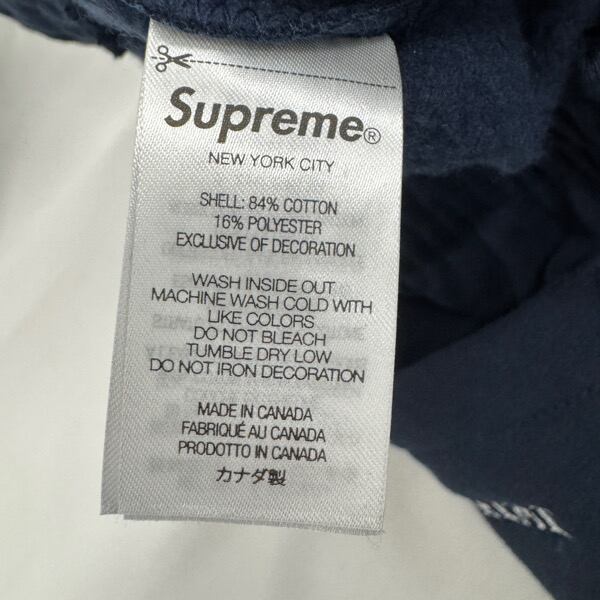 Supreme®
NEW YORK CITY
SHELL: 84% COTTON
16% POLYESTER
EXCLUSIVE OF DECORATION
WASH INSIDE OUT
MACHINE WASH COLD WITH
LIKE COLORS
DO NOT BLEACH
TUMBLE DRY LOW
DO NOT IRON DECORATION
MADE IN CANADA
FABRIQUÉ AU CANADA
PRODOTTO IN CANADA
カナダ製